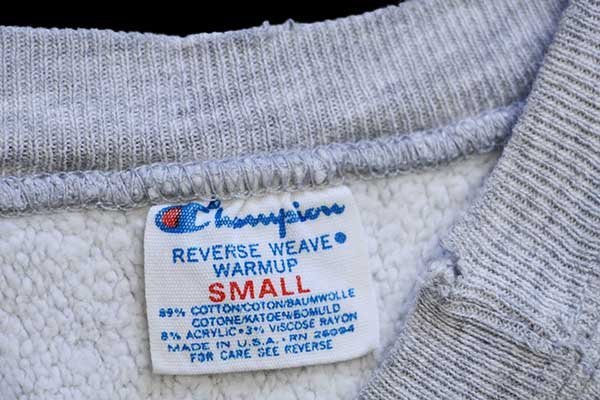 Champion
REVERSE WEAVE
WARMUP
SMALL
89% COTTON/COTON/BAUMWOLLE
COTONE/KATOEN/BOMULD
8% ACRYLIC•3% VISCOSE RAYON
MADE IN U.S.A. • RN 26094
FOR CARE SEE REVERSE